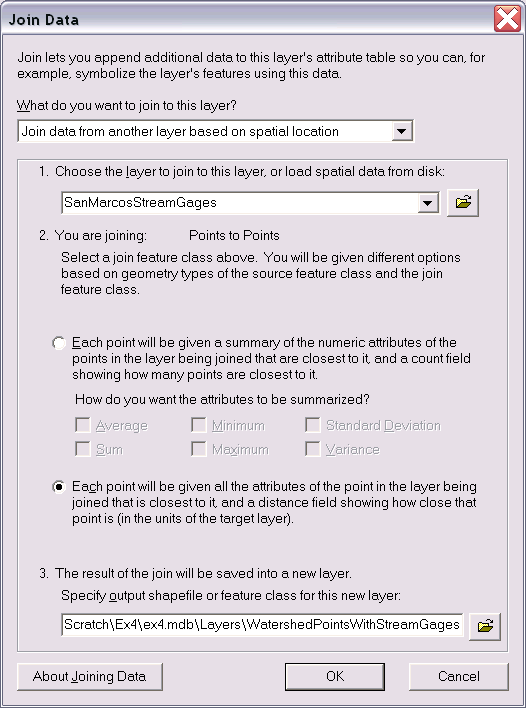 Join Data
Join lets you append additional data to this layer's attribute table so you can, for
example, symbolize the layer's features using this data.
What do you want to join to this layer?
Join data from another layer based on spatial location
1. Choose the layer to join to this layer, or load spatial data from disk:
SanMarcosStreamGages
2. You are joining: Points to Points
Select a join feature class above. You will be given different options
based on geometry types of the source feature class and the join
feature class.
Each point will be given a summary of the numeric attributes of the
points in the layer being joined that are closest to it, and a count field
showing how many points are closest to it.
How do you want the attributes to be summarized?
Average Minimum Standard Deviation
Sum Maximum Variance
Each point will be given all the attributes of the point in the layer being
joined that is closest to it, and a distance field showing how close that
point is (in the units of the target layer).
3. The result of the join will be saved into a new layer.
Specify output shapefile or feature class for this new layer:
Scratch\Ex4\ex4.mdb\Layers\WatershedPointsWithStreamGages
About Joining Data OK Cancel